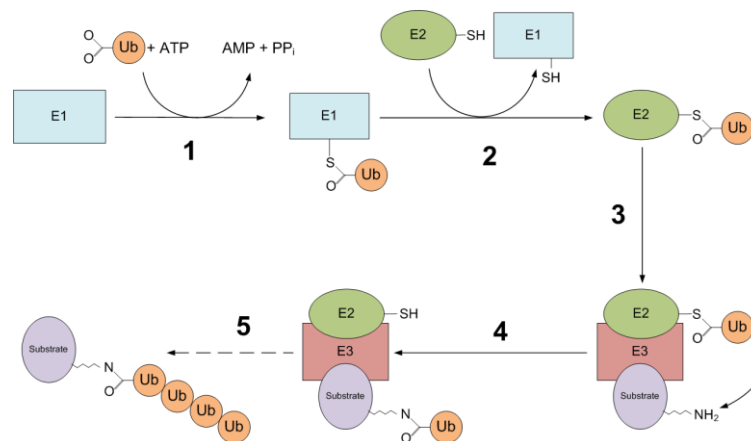 O
O
Ub + ATP
AMP + PPi
E2 SH
E1
SH
E1
1
E1
S
O
Ub
2
E2 S
O
Ub
3
E2 SH
E3
Substrate
N
O
Ub
4
E2 S
O
Ub
E3
Substrate
NH2
5
Substrate
N
O
Ub
Ub
Ub
Ub